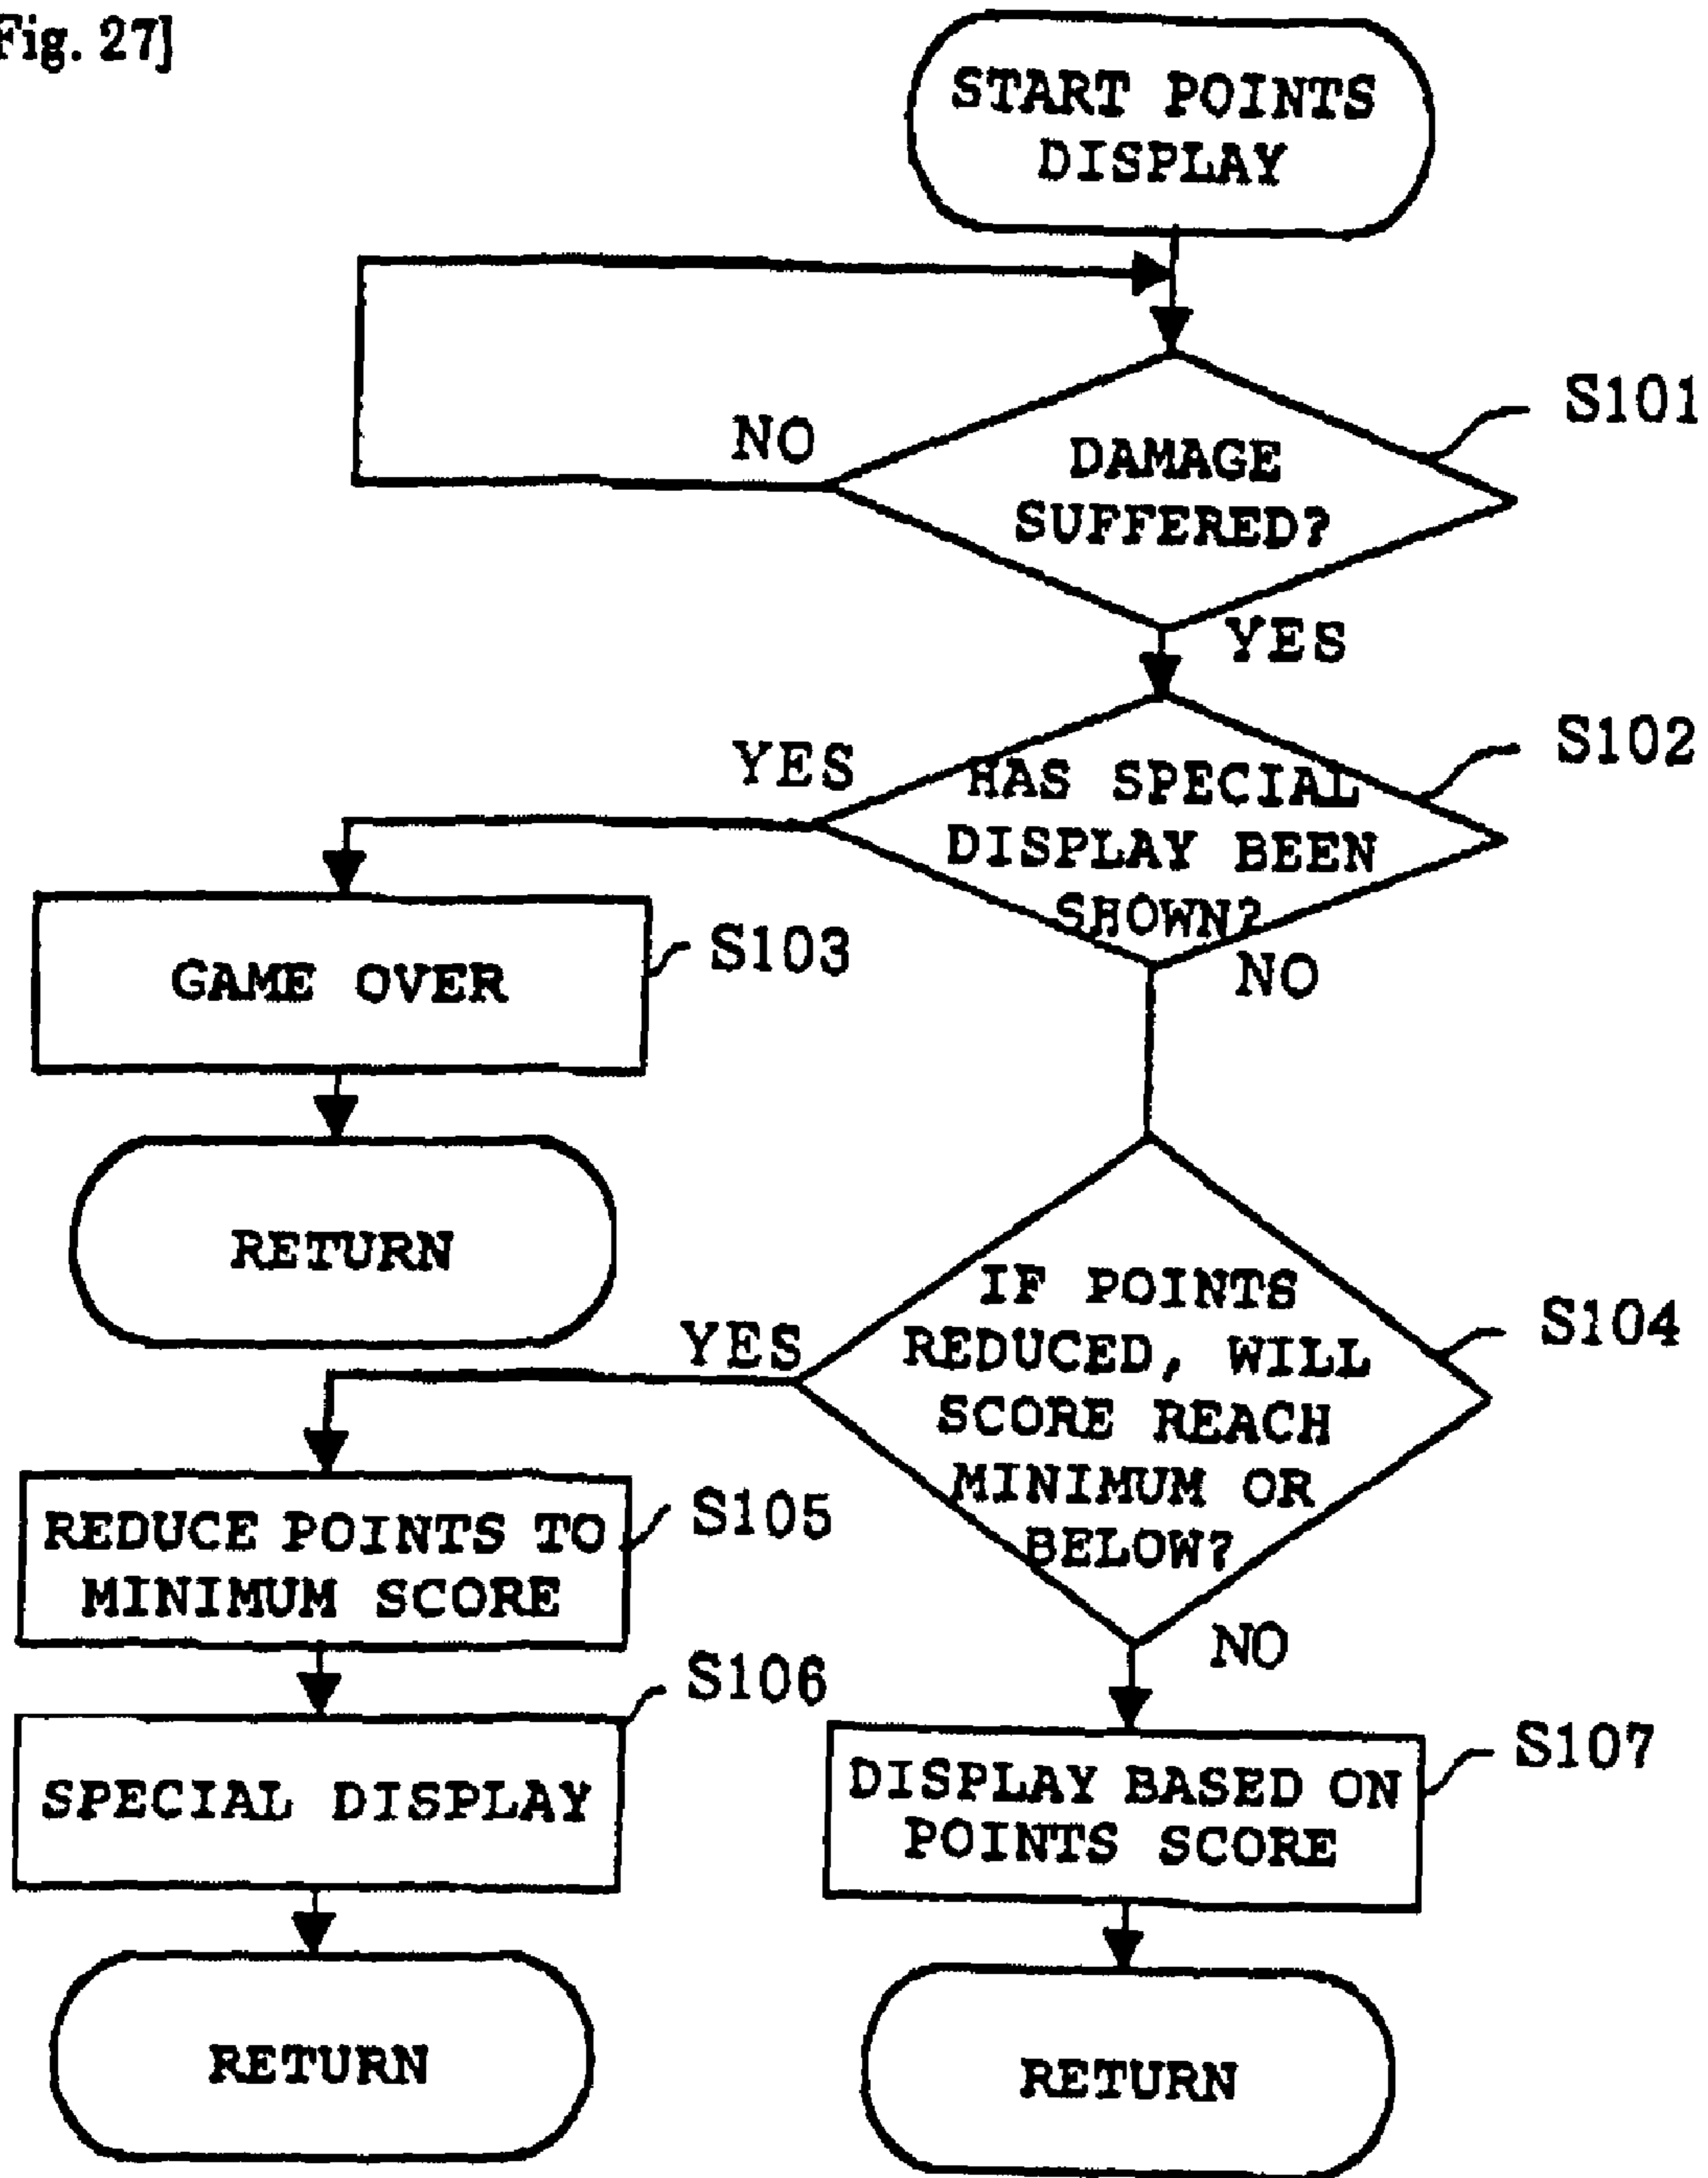 Fig. 27]
START POINTS
DISPLAY
S101
NO
DAMAGE
SUFFERED?
YES
S102
YES
HAS SPECIAL
DISPLAY BEEN
SHOWN?
NO
S103
GAME OVER
RETURN
S104
YES
IF POINTS
REDUCED, WILL
SCORE REACH
MINIMUM OR
BELOW?
NO
S105
REDUCE POINTS TO
MINIMUM SCORE
S106
SPECIAL DISPLAY
RETURN
S107
DISPLAY BASED ON
POINTS SCORE
RETURN